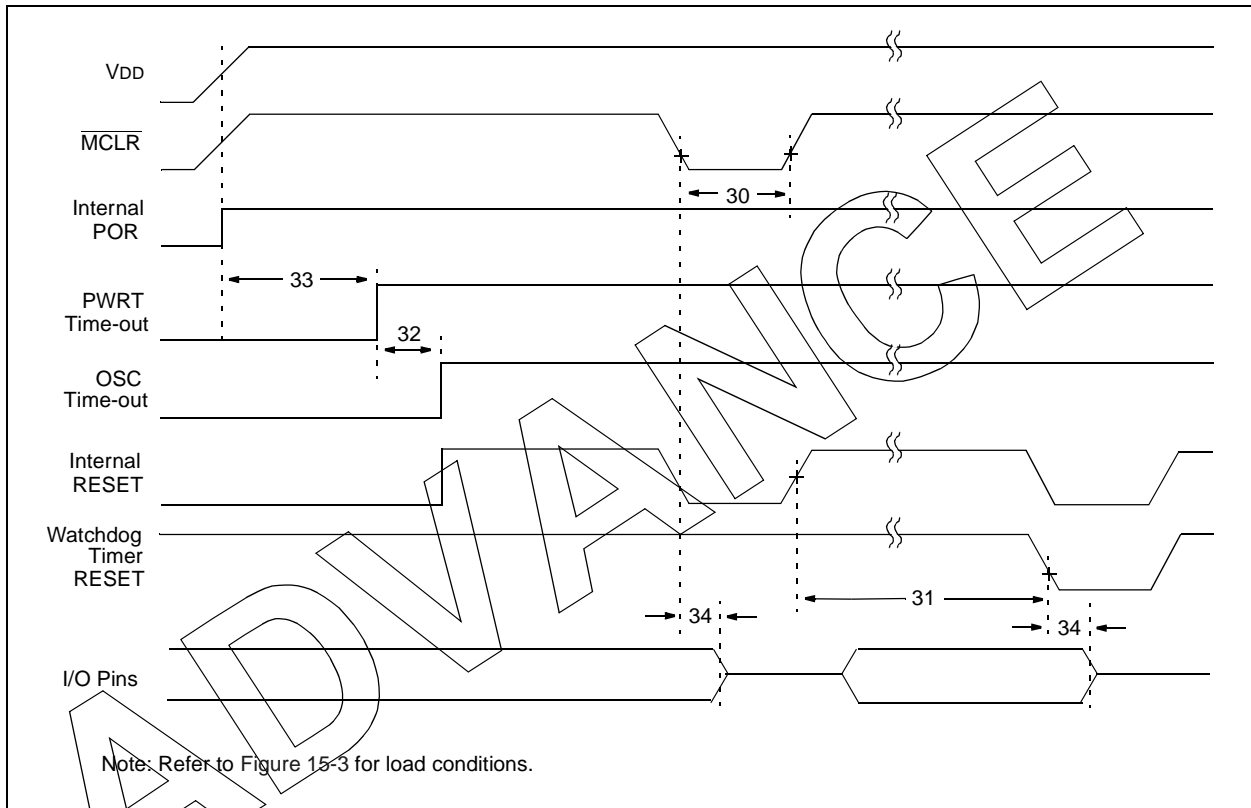 VDD
MCLR
30
Internal
POR
33
PWRT
Time-out
32
OSC
Time-out
Internal
RESET
Watchdog
Timer
RESET
31
34
34
I/O Pins
Note: Refer to Figure 15-3 for load conditions.
ADVANCE